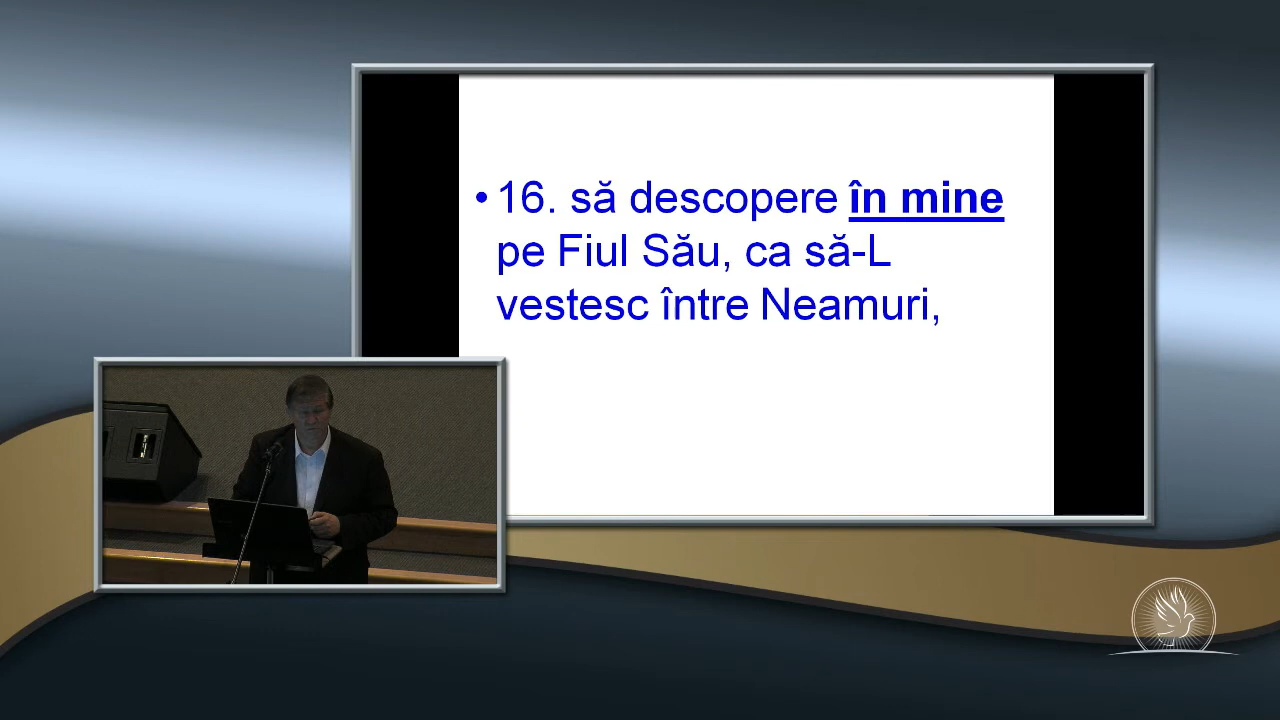 • 16. să descopere în mine
pe Fiul Său, ca să-L
vestesc între Neamuri,